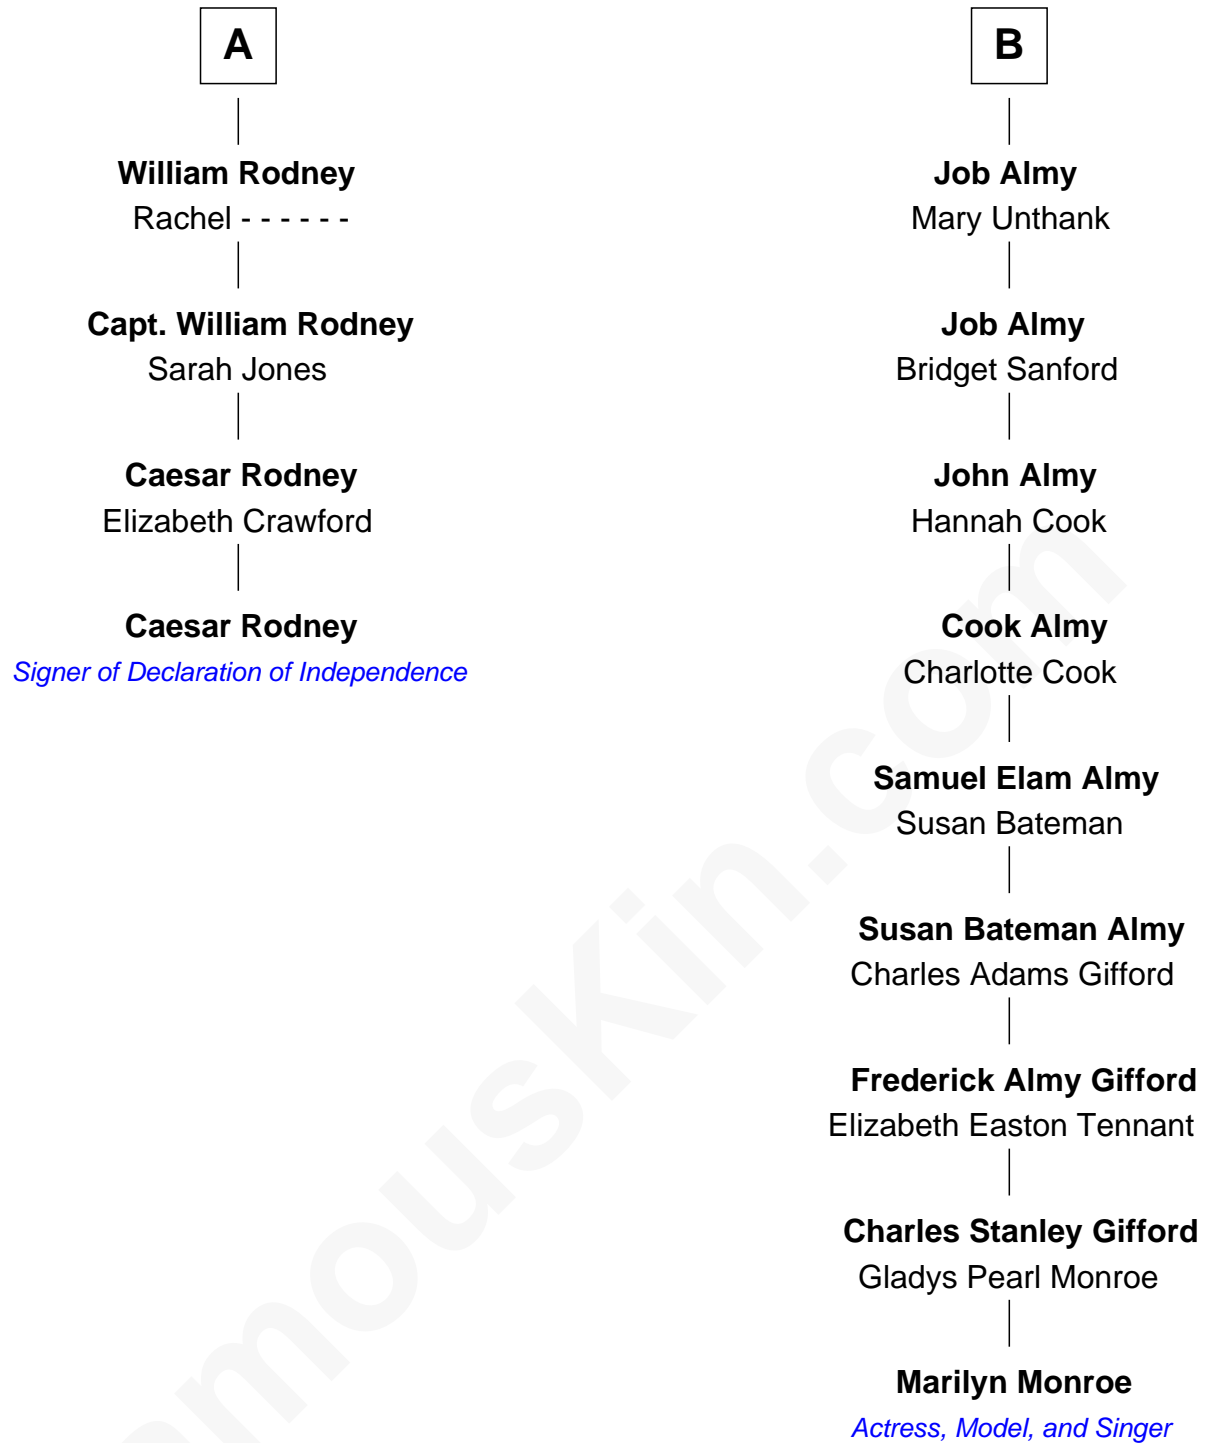 A
William Rodney
Rachel - - - - - -
Capt. William Rodney
Sarah Jones
Caesar Rodney
Elizabeth Crawford
Caesar Rodney
Signer of Declaration of Independence
B
Job Almy
Mary Unthank
Job Almy
Bridget Sanford
John Almy
Hannah Cook
Cook Almy
Charlotte Cook
Samuel Elam Almy
Susan Bateman
Susan Bateman Almy
Charles Adams Gifford
Frederick Almy Gifford
Elizabeth Easton Tennant
Charles Stanley Gifford
Gladys Pearl Monroe
Marilyn Monroe
Actress, Model, and Singer
amouskin.com